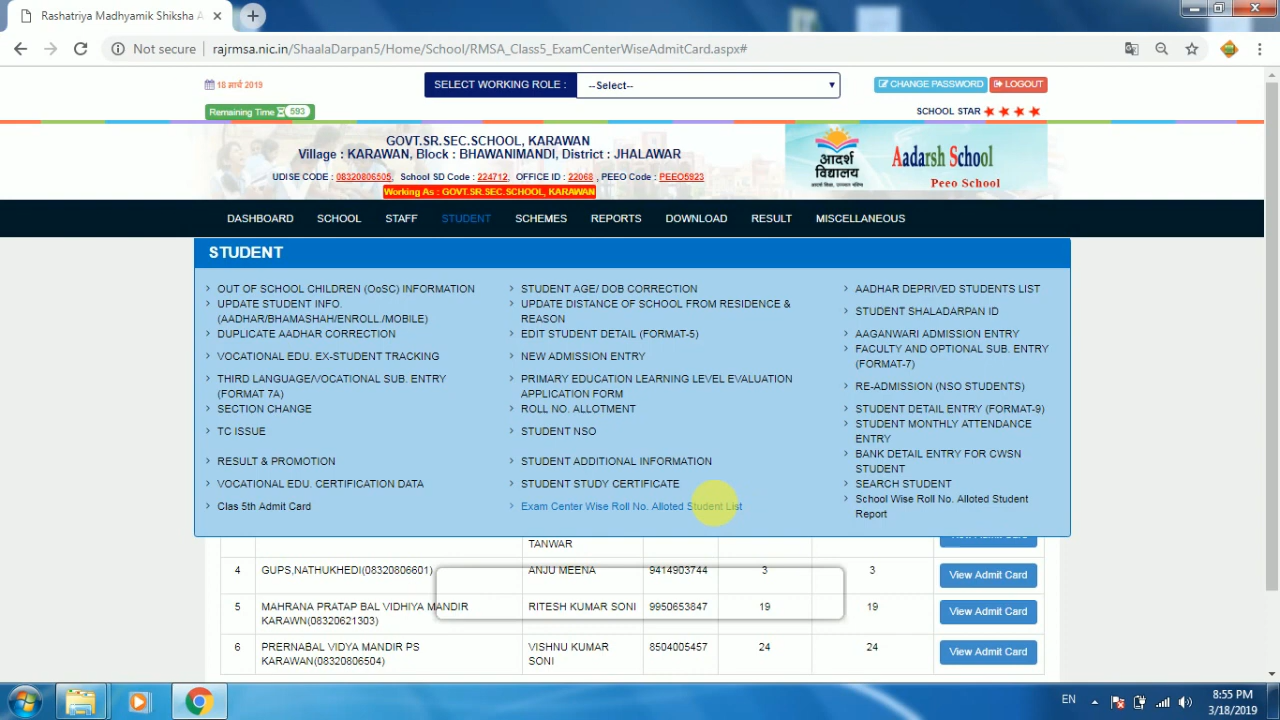 Rashatriya Madhyamik Shiksha A
Not secure
rajrmsa.nic.in/ShaalaDarpan5/Home/School/RMSA_Class5_ExamCenterWiseAdmitCard.aspx#
18 मार्च 2019
SELECT WORKING ROLE :
--Select--
CHANGE PASSWORD
LOGOUT
Remaining Time 593
SCHOOL STAR
GOVT.SR.SEC.SCHOOL, KARAWAN
Village : KARAWAN, Block : BHAWANIMANDI, District : JHALAWAR
UDISE CODE : 08320806505, School SD Code : 224712, OFFICE ID : 22068, PEEO Code : PEEO5923
Working As : GOVT.SR.SEC.SCHOOL, KARAWAN
आदर्श
विद्यालय
Aadarsh School
Peeo School
DASHBOARD SCHOOL STAFF STUDENT SCHEMES REPORTS DOWNLOAD RESULT MISCELLANEOUS
STUDENT
OUT OF SCHOOL CHILDREN (OoSC) INFORMATION
UPDATE STUDENT INFO.
(AADHAR/BHAMASHAH/ENROLL./MOBILE)
DUPLICATE AADHAR CORRECTION
VOCATIONAL EDU. EX-STUDENT TRACKING
THIRD LANGUAGE/VOCATIONAL SUB. ENTRY
(FORMAT 7A)
SECTION CHANGE
TC ISSUE
RESULT & PROMOTION
VOCATIONAL EDU. CERTIFICATION DATA
Clas 5th Admit Card
STUDENT AGE/ DOB CORRECTION
UPDATE DISTANCE OF SCHOOL FROM RESIDENCE &
REASON
EDIT STUDENT DETAIL (FORMAT-5)
NEW ADMISSION ENTRY
PRIMARY EDUCATION LEARNING LEVEL EVALUATION
APPLICATION FORM
ROLL NO. ALLOTMENT
STUDENT NSO
STUDENT ADDITIONAL INFORMATION
STUDENT STUDY CERTIFICATE
Exam Center Wise Roll No. Alloted Student List
AADHAR DEPRIVED STUDENTS LIST
STUDENT SHALADARPAN ID
AAGANWARI ADMISSION ENTRY
FACULTY AND OPTIONAL SUB. ENTRY
(FORMAT-7)
RE-ADMISSION (NSO STUDENTS)
STUDENT DETAIL ENTRY (FORMAT-9)
STUDENT MONTHLY ATTENDANCE
ENTRY
BANK DETAIL ENTRY FOR CWSN
STUDENT
SEARCH STUDENT
School Wise Roll No. Alloted Student
Report
TANWAR
4 GUPS,NATHUKHEDI(08320806601) ANJU MEENA 9414903744 3 3 View Admit Card
5 MAHRANA PRATAP BAL VIDHIYA MANDIR RITESH KUMAR SONI 9950653847 19 19 View Admit Card
KARAWN(08320621303)
6 PRERNABAL VIDYA MANDIR PS VISHNU KUMAR 8504005457 24 24 View Admit Card
KARAWAN(08320806504) SONI
EN
8:55 PM
3/18/2019